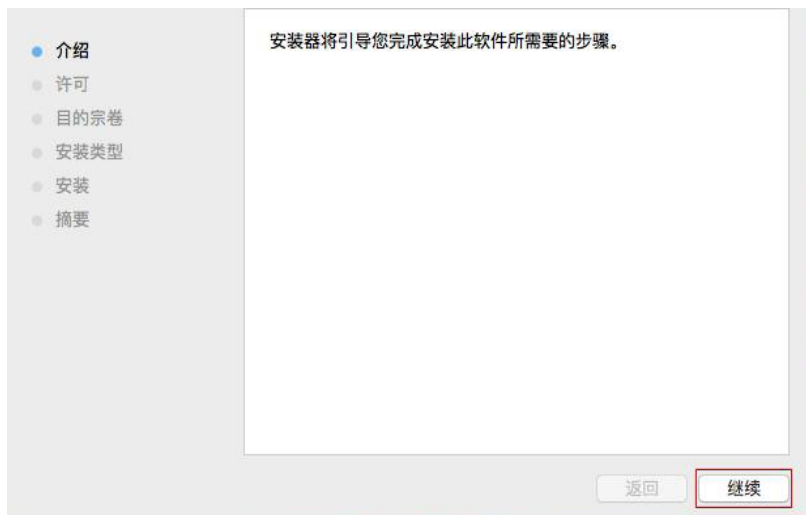 介绍
许可
目的宗卷
安装类型
安装
摘要
安装器将引导您完成安装此软件所需要的步骤。
返回
继续